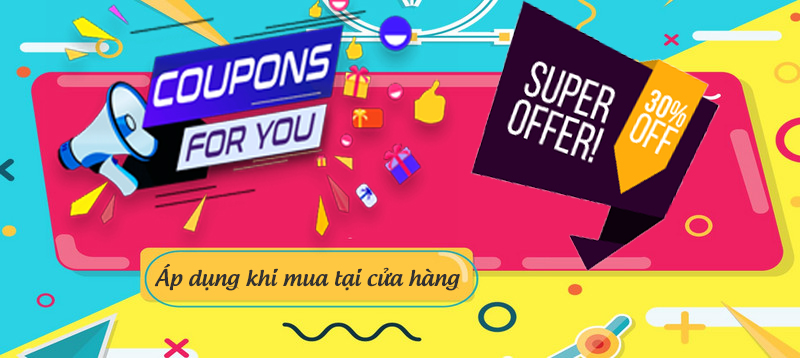 COUPONS
FOR YOU
SUPER
OFFER!
30%
OFF
Áp dụng khi mua tại cửa hàng